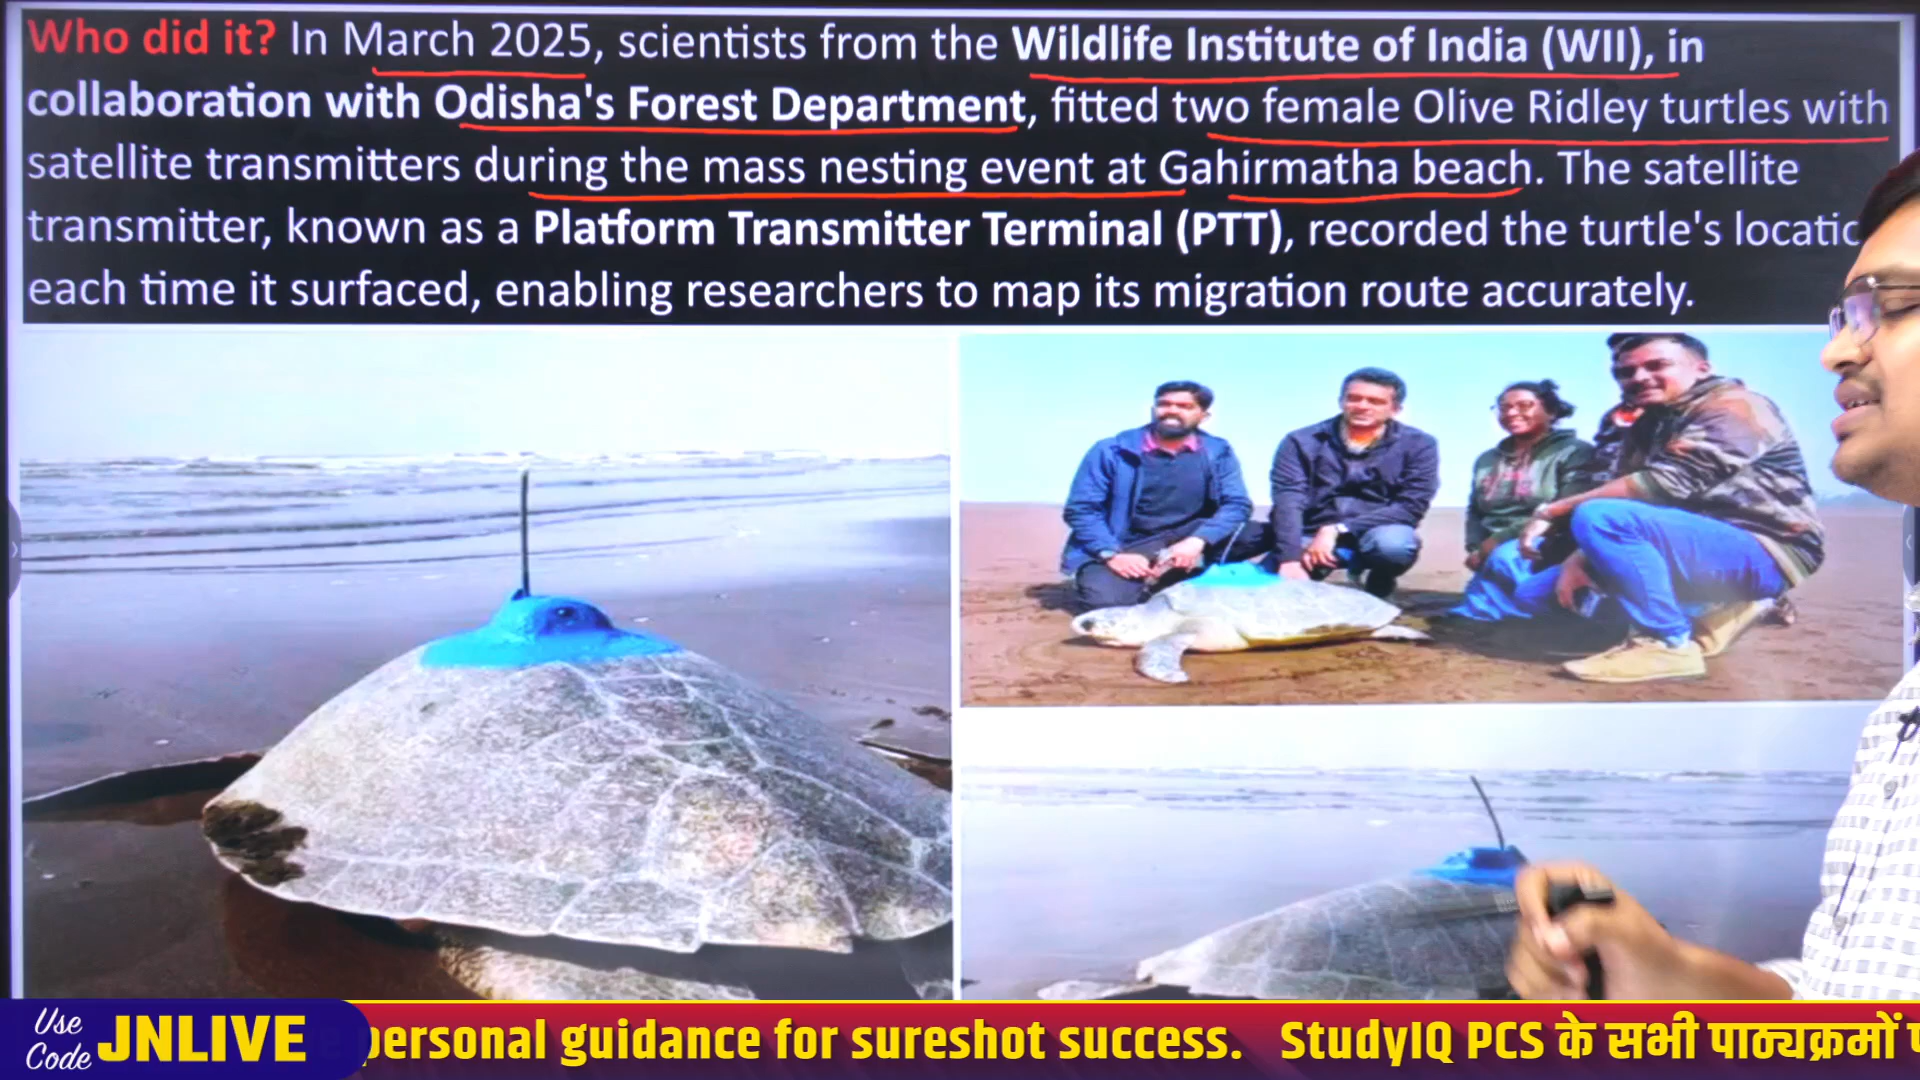 Who did it? In March 2025, scientists from the Wildlife Institute of India (WII), in
collaboration with Odisha's Forest Department, fitted two female Olive Ridley turtles with
satellite transmitters during the mass nesting event at Gahirmatha beach. The satellite
transmitter, known as a Platform Transmitter Terminal (PTT), recorded the turtle's locatic
each time it surfaced, enabling researchers to map its migration route accurately.
Use
Code JNLIVE
personal guidance for sureshot success. StudyIQ PCS के सभी पाठ्यक्रमों